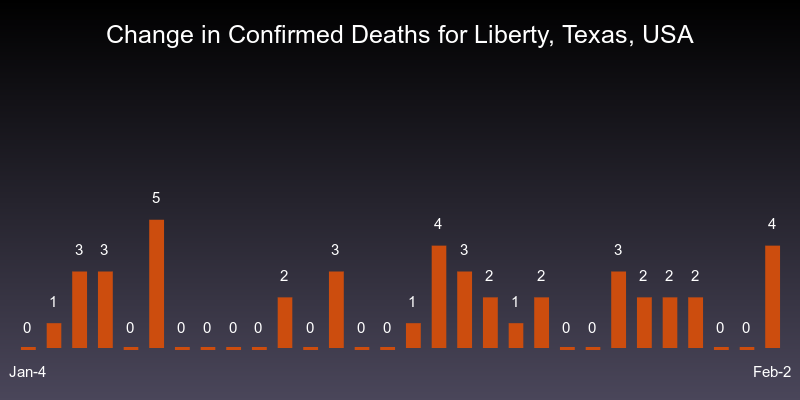 Change in Confirmed Deaths for Liberty, Texas, USA
0 1 3 3 0 5 0 0 0 0 2 0 3 0 0 1 4 3 2 1 2 0 0 3 2 2 2 0 0 4
Jan-4 Feb-2